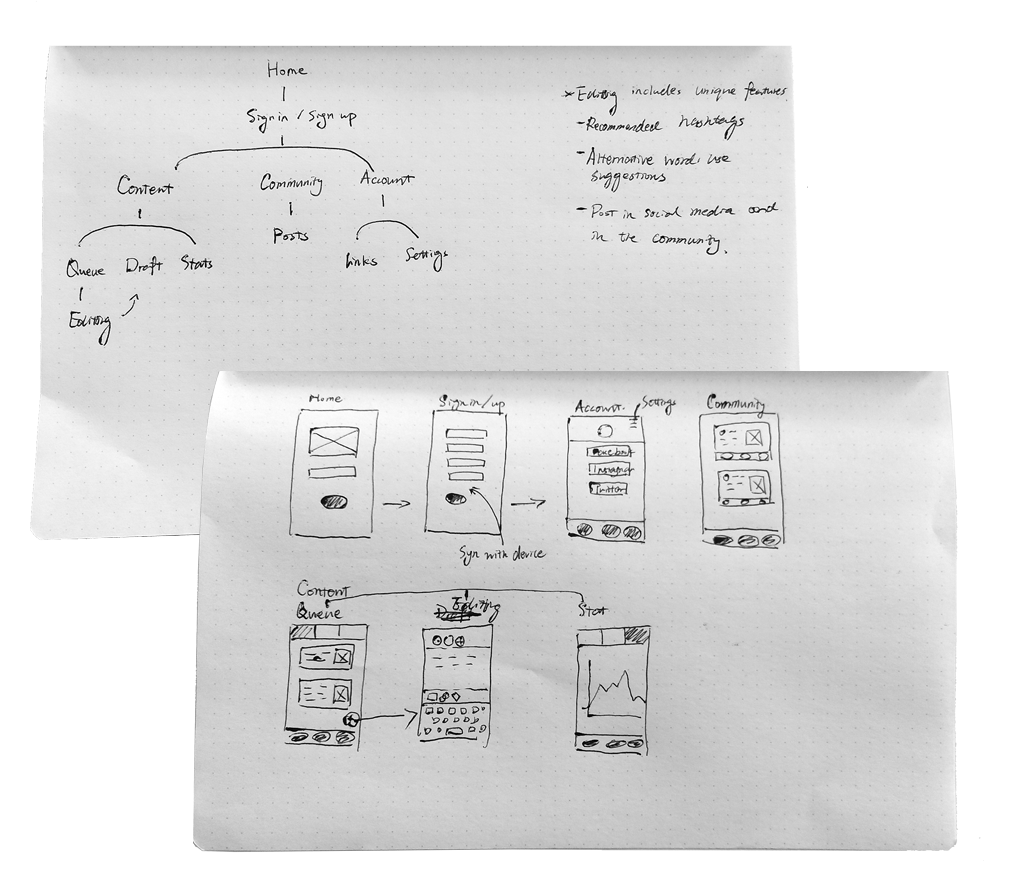 Home
Sign in / Sign up
Content
Community
Account
Posts
Queue
Draft
Stats
Links
Settings
Editing
* Editing includes unique features.
- Recommended hashtags
- Alternative words use
suggestions
- Post in social media and
in the community.
Home
Sign in/up
Account.
Settings
Community
Facebook
Instagram
Twitter
Syn with device
Content
Queue
Editing
Stat